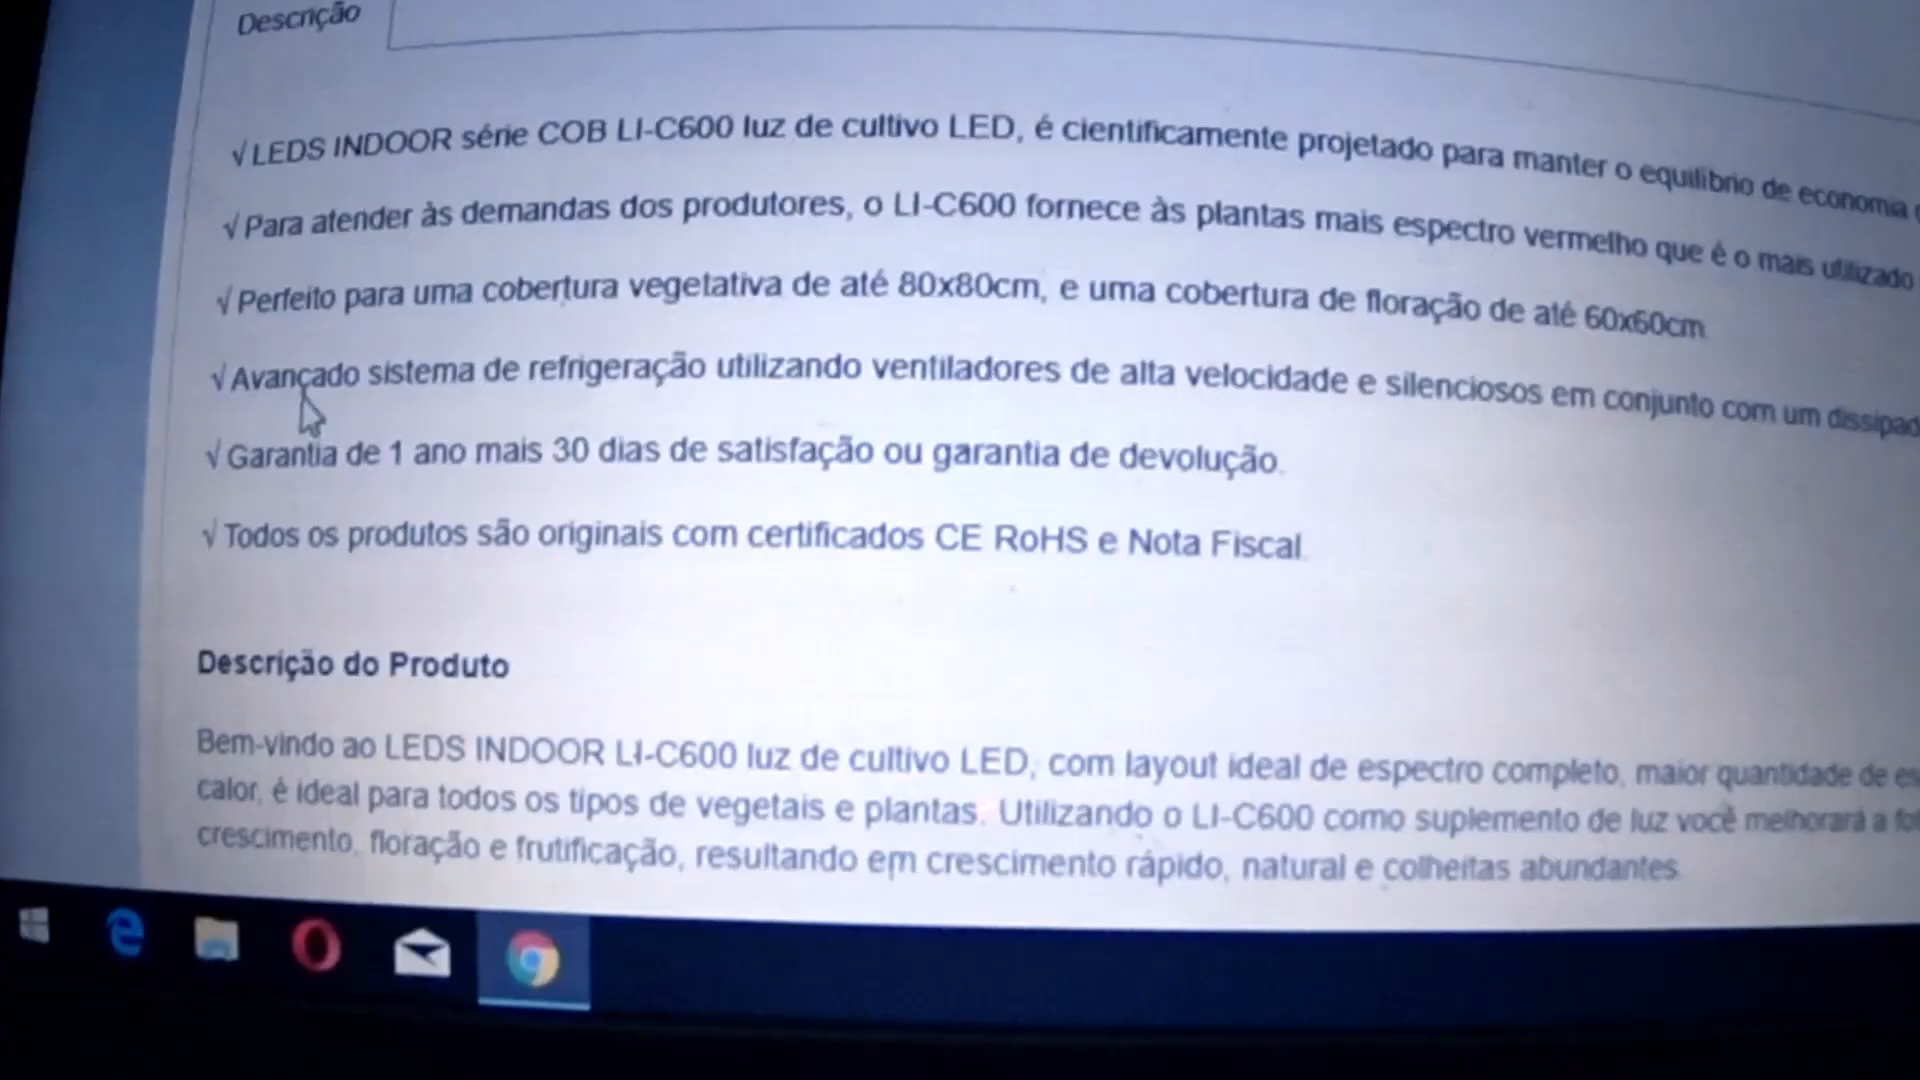 Descrição
√ LEDS INDOOR série COB LI-C600 luz de cultivo LED, é cientificamente projetado para manter o equilíbrio de economia
√ Para atender às demandas dos produtores, o LI-C600 fornece às plantas mais espectro vermelho que é o mais utilizado
√ Perfeito para uma cobertura vegetativa de até 80x80cm, e uma cobertura de floração de até 60x60cm
√ Avançado sistema de refrigeração utilizando ventiladores de alta velocidade e silenciosos em conjunto com um dissipad
√ Garantia de 1 ano mais 30 dias de satisfação ou garantia de devolução.
√ Todos os produtos são originais com certificados CE RoHS e Nota Fiscal.
Descrição do Produto
Bem-vindo ao LEDS INDOOR LI-C600 luz de cultivo LED, com layout ideal de espectro completo, maior quantidade de
calor, é ideal para todos os tipos de vegetais e plantas. Utilizando o LI-C600 como suplemento de luz você melhorará a
crescimento, floração e frutificação, resultando em crescimento rápido, natural e colheitas abundantes.